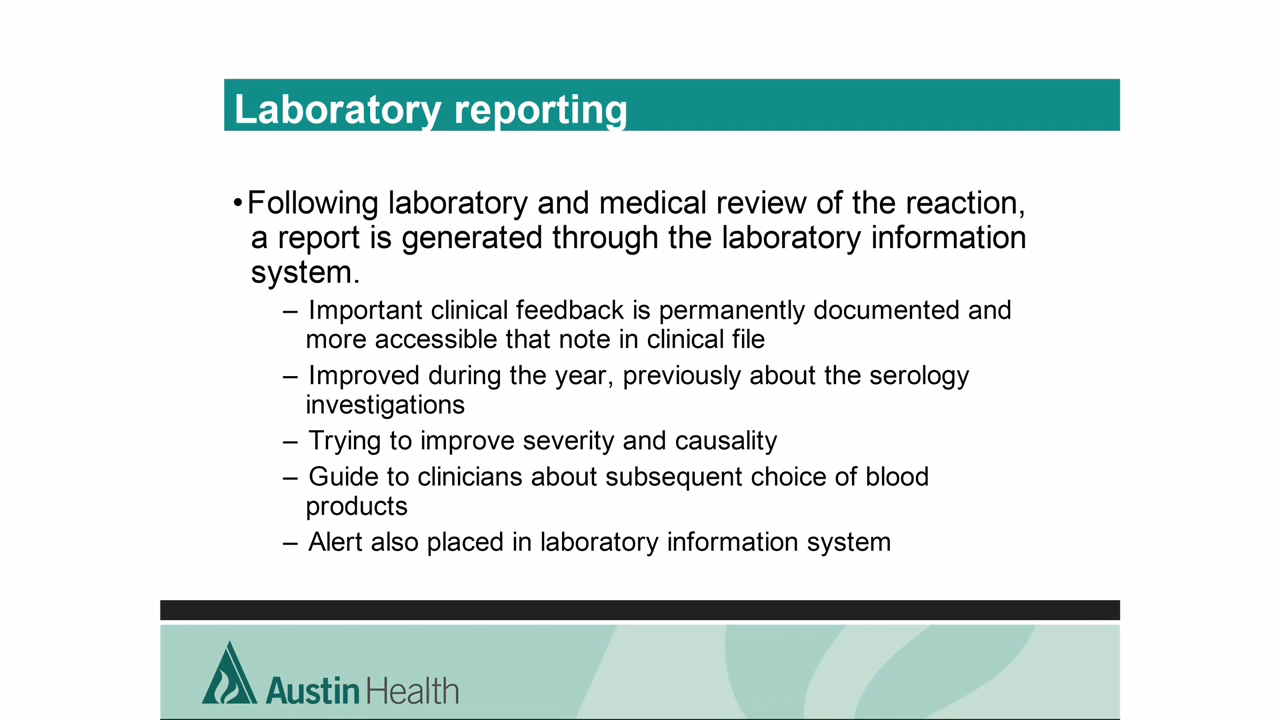 Laboratory reporting
•Following laboratory and medical review of the reaction,
a report is generated through the laboratory information
system.
– Important clinical feedback is permanently documented and
more accessible that note in clinical file
– Improved during the year, previously about the serology
investigations
– Trying to improve severity and causality
– Guide to clinicians about subsequent choice of blood
products
– Alert also placed in laboratory information system
Austin Health